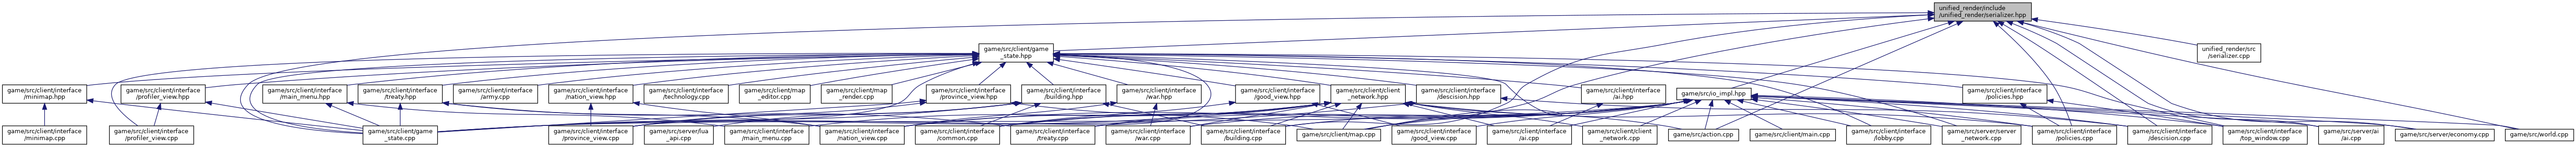 unified_render/include
/unified_render/serializer.hpp
game/src/client/game
_state.hpp
unified_render/src
/serializer.cpp
game/src/client/interface
/minimap.hpp
game/src/client/interface
/profiler_view.hpp
game/src/client/interface
/main_menu.hpp
game/src/client/interface
/treaty.hpp
game/src/client/interface
/army.cpp
game/src/client/interface
/nation_view.hpp
game/src/client/interface
/technology.cpp
game/src/client/map
_editor.cpp
game/src/client/map
_render.cpp
game/src/client/interface
/province_view.hpp
game/src/client/interface
/building.hpp
game/src/client/interface
/war.hpp
game/src/client/interface
/good_view.hpp
game/src/client/client
_network.hpp
game/src/client/interface
/descision.hpp
game/src/client/interface
/ai.hpp
game/src/io_impl.hpp
game/src/client/interface
/policies.hpp
game/src/client/interface
/minimap.cpp
game/src/client/interface
/profiler_view.cpp
game/src/client/game
_state.cpp
game/src/client/interface
/province_view.cpp
game/src/server/lua
_api.cpp
game/src/client/interface
/main_menu.cpp
game/src/client/interface
/nation_view.cpp
game/src/client/interface
/common.cpp
game/src/client/interface
/treaty.cpp
game/src/client/interface
/war.cpp
game/src/client/interface
/building.cpp
game/src/client/map.cpp
game/src/client/interface
/good_view.cpp
game/src/client/interface
/ai.cpp
game/src/client/client
_network.cpp
game/src/action.cpp
game/src/client/main.cpp
game/src/client/interface
/lobby.cpp
game/src/server/server
_network.cpp
game/src/client/interface
/policies.cpp
game/src/client/interface
/descision.cpp
game/src/client/interface
/top_window.cpp
game/src/server/ai
/ai.cpp
game/src/server/economy.cpp
game/src/world.cpp